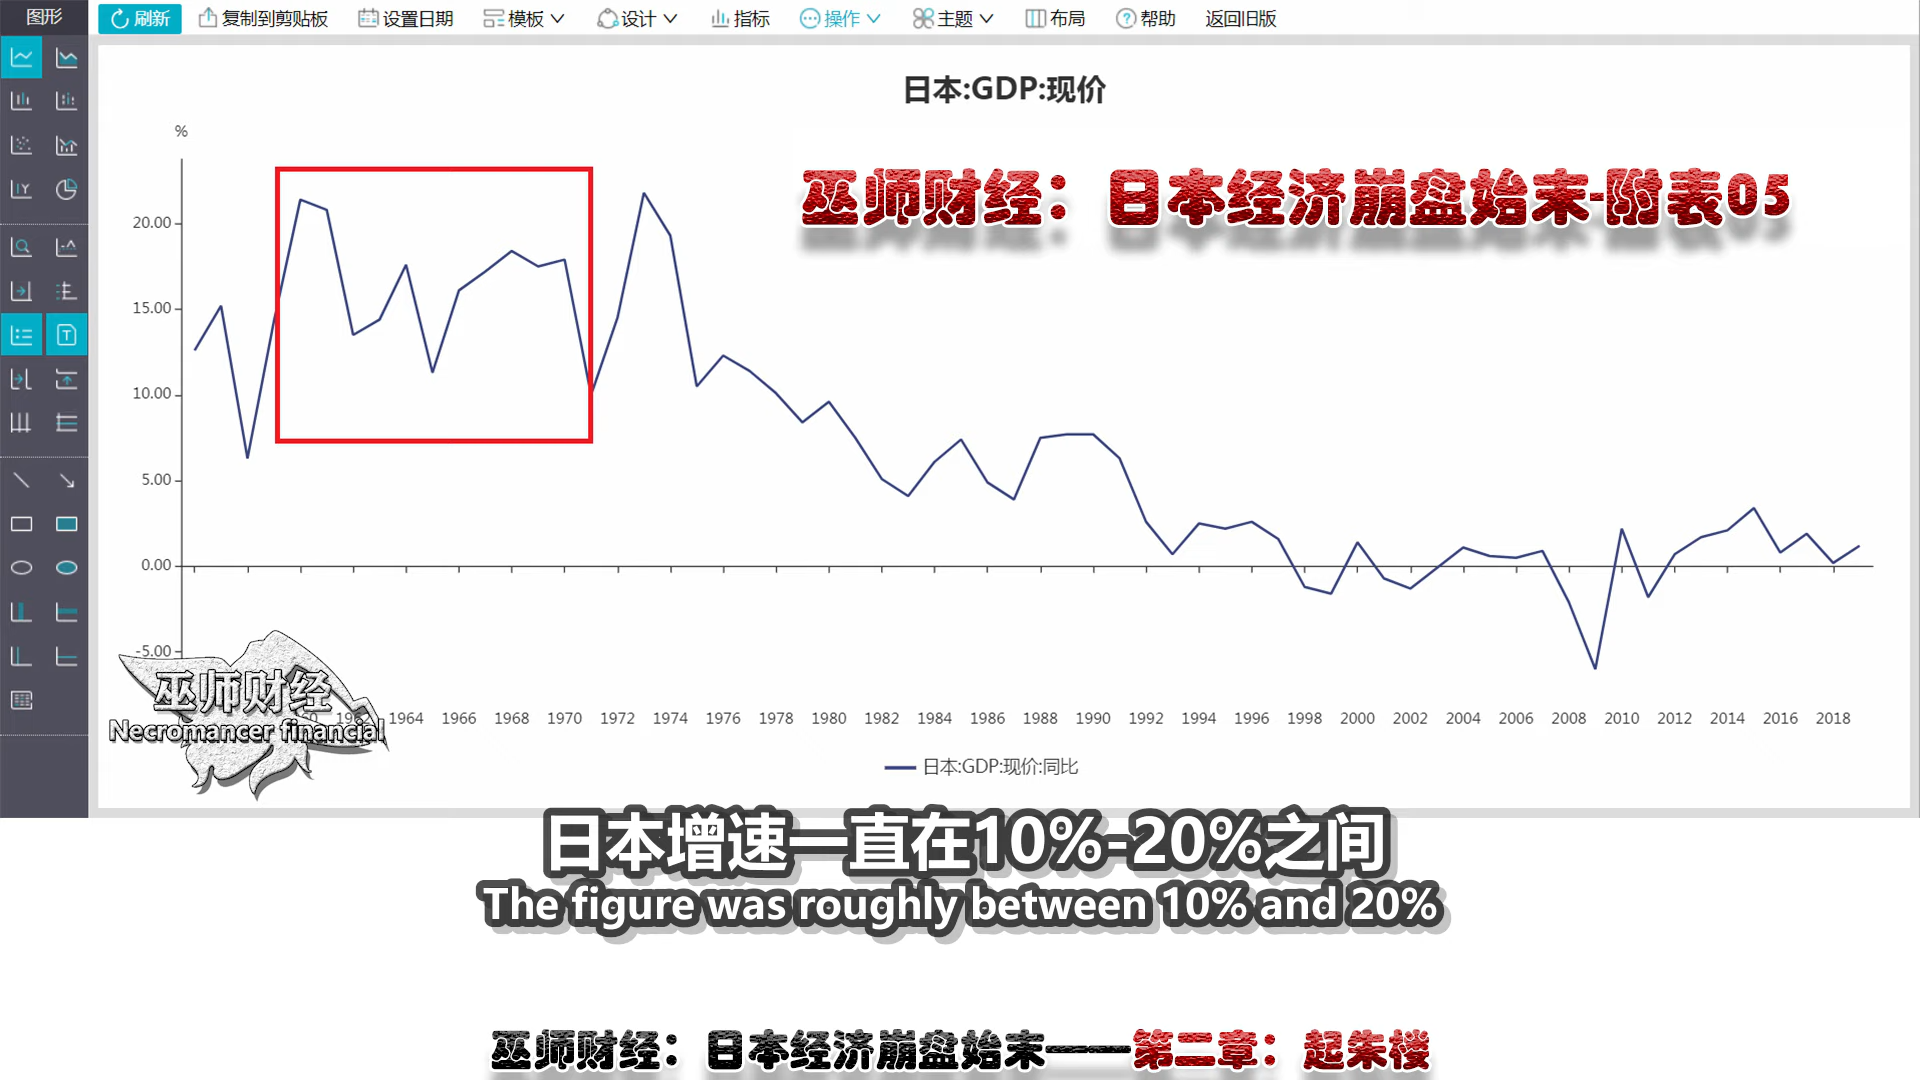 图形
刷新 复制到剪贴板 设置日期 模板 设计 指标 操作 主题 布局 帮助 返回旧版
日本:GDP:现价
%
巫师财经：日本经济崩盘始末-附表05
20.00
15.00
10.00
5.00
0.00
-5.00
巫师财经
Necromancer financial
1964 1966 1968 1970 1972 1974 1976 1978 1980 1982 1984 1986 1988 1990 1992 1994 1996 1998 2000 2002 2004 2006 2008 2010 2012 2014 2016 2018
日本:GDP:现价:同比
日本增速一直在10%-20%之间
The figure was roughly between 10% and 20%
巫师财经：日本经济崩盘始末——第二章：起朱楼